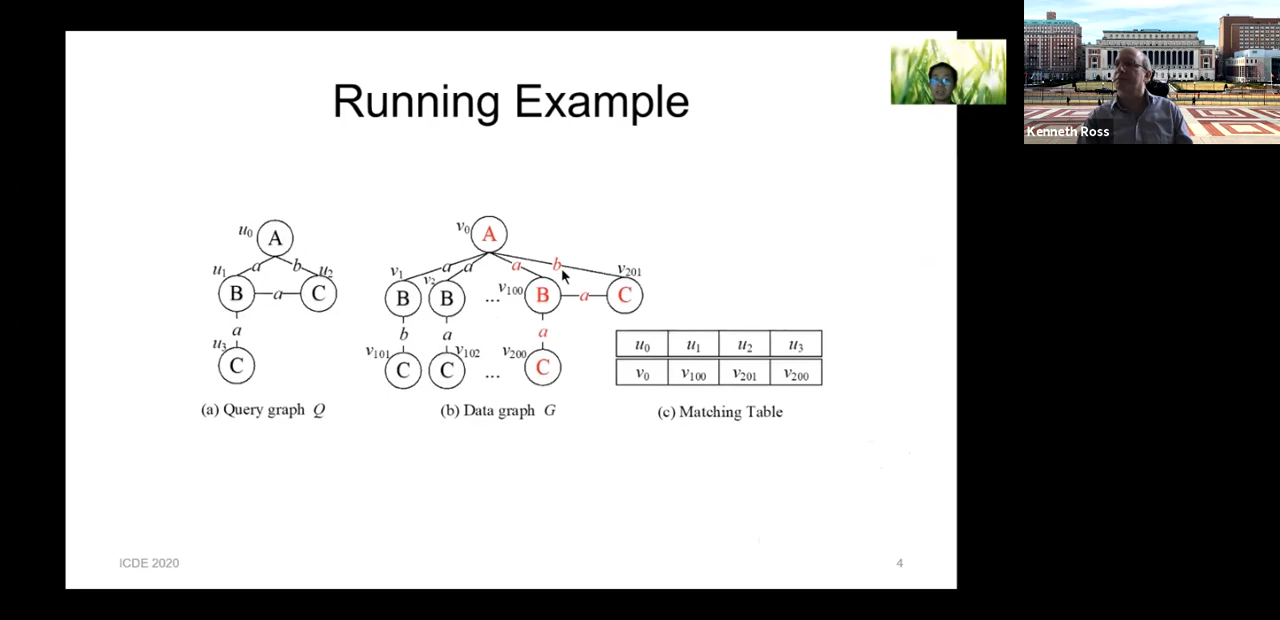 Running Example
Kenneth Ross
u0 A
u1 a b u2
B a C
a
u3
C
(a) Query graph Q
v0 A
v1 a a a b v201
v2
B B ... v100 B a C
b a a
v101 v102 v200
C C ... C
(b) Data graph G
u0 u1 u2 u3
v0 v100 v201 v200
(c) Matching Table
ICDE 2020
4